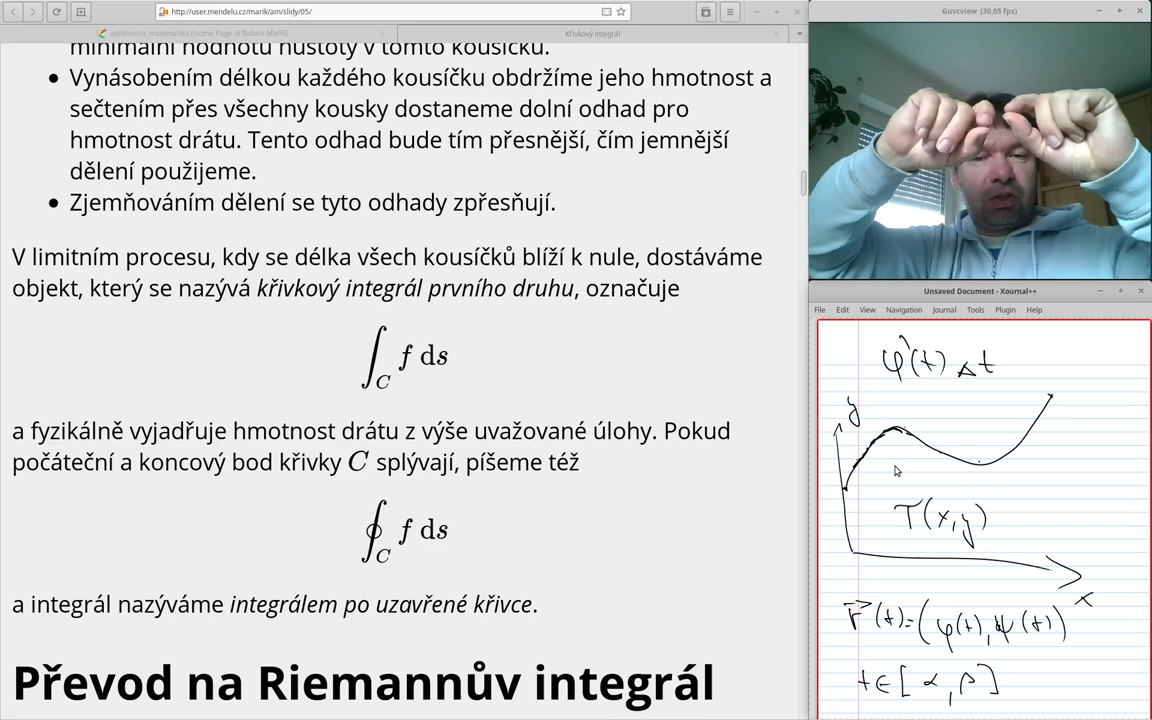 http://user.mendelu.cz/marik/am/slidy/05/
aplikovana_matematika [Home Page of Robert Mařík]
Křivkový integrál
minimální hodnotu hustoty v tomto kousíčku.
• Vynásobením délkou každého kousíčku obdržíme jeho hmotnost a
sečtením přes všechny kousky dostaneme dolní odhad pro
hmotnost drátu. Tento odhad bude tím přesnější, čím jemnější
dělení použijeme.
• Zjemňováním dělení se tyto odhady zpřesňují.
V limitním procesu, kdy se délka všech kousíčků blíží k nule, dostáváme
objekt, který se nazývá křivkový integrál prvního druhu, označuje
∫_C f ds
a fyzikálně vyjadřuje hmotnost drátu z výše uvažované úlohy. Pokud
počáteční a koncový bod křivky C splývají, píšeme též
∮_C f ds
a integrál nazýváme integrálem po uzavřené křivce.
Převod na Riemannův integrál
Guvcview (30,05 fps)
Unsaved Document - Xournal++
File Edit View Navigation Journal Tools Plugin Help
φ'(t) Δt
y
T(x,y)
x
r⃗(t)=(φ(t),ψ(t))
t∈[α,β]